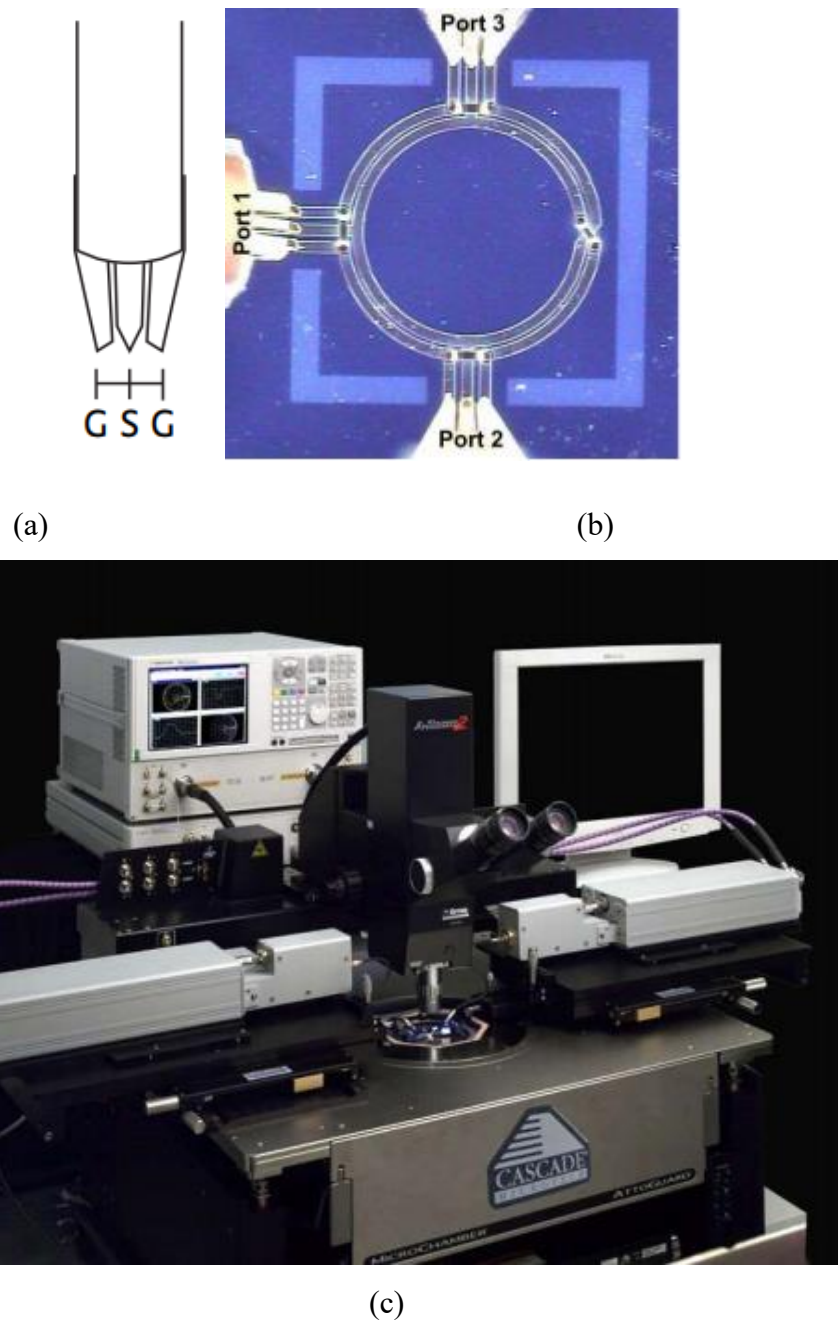 Port 3
Port 1
Port 2
G S G
(a)
(b)
CASCADE
MICROCHAMBER
ATTOGUARD
(c)